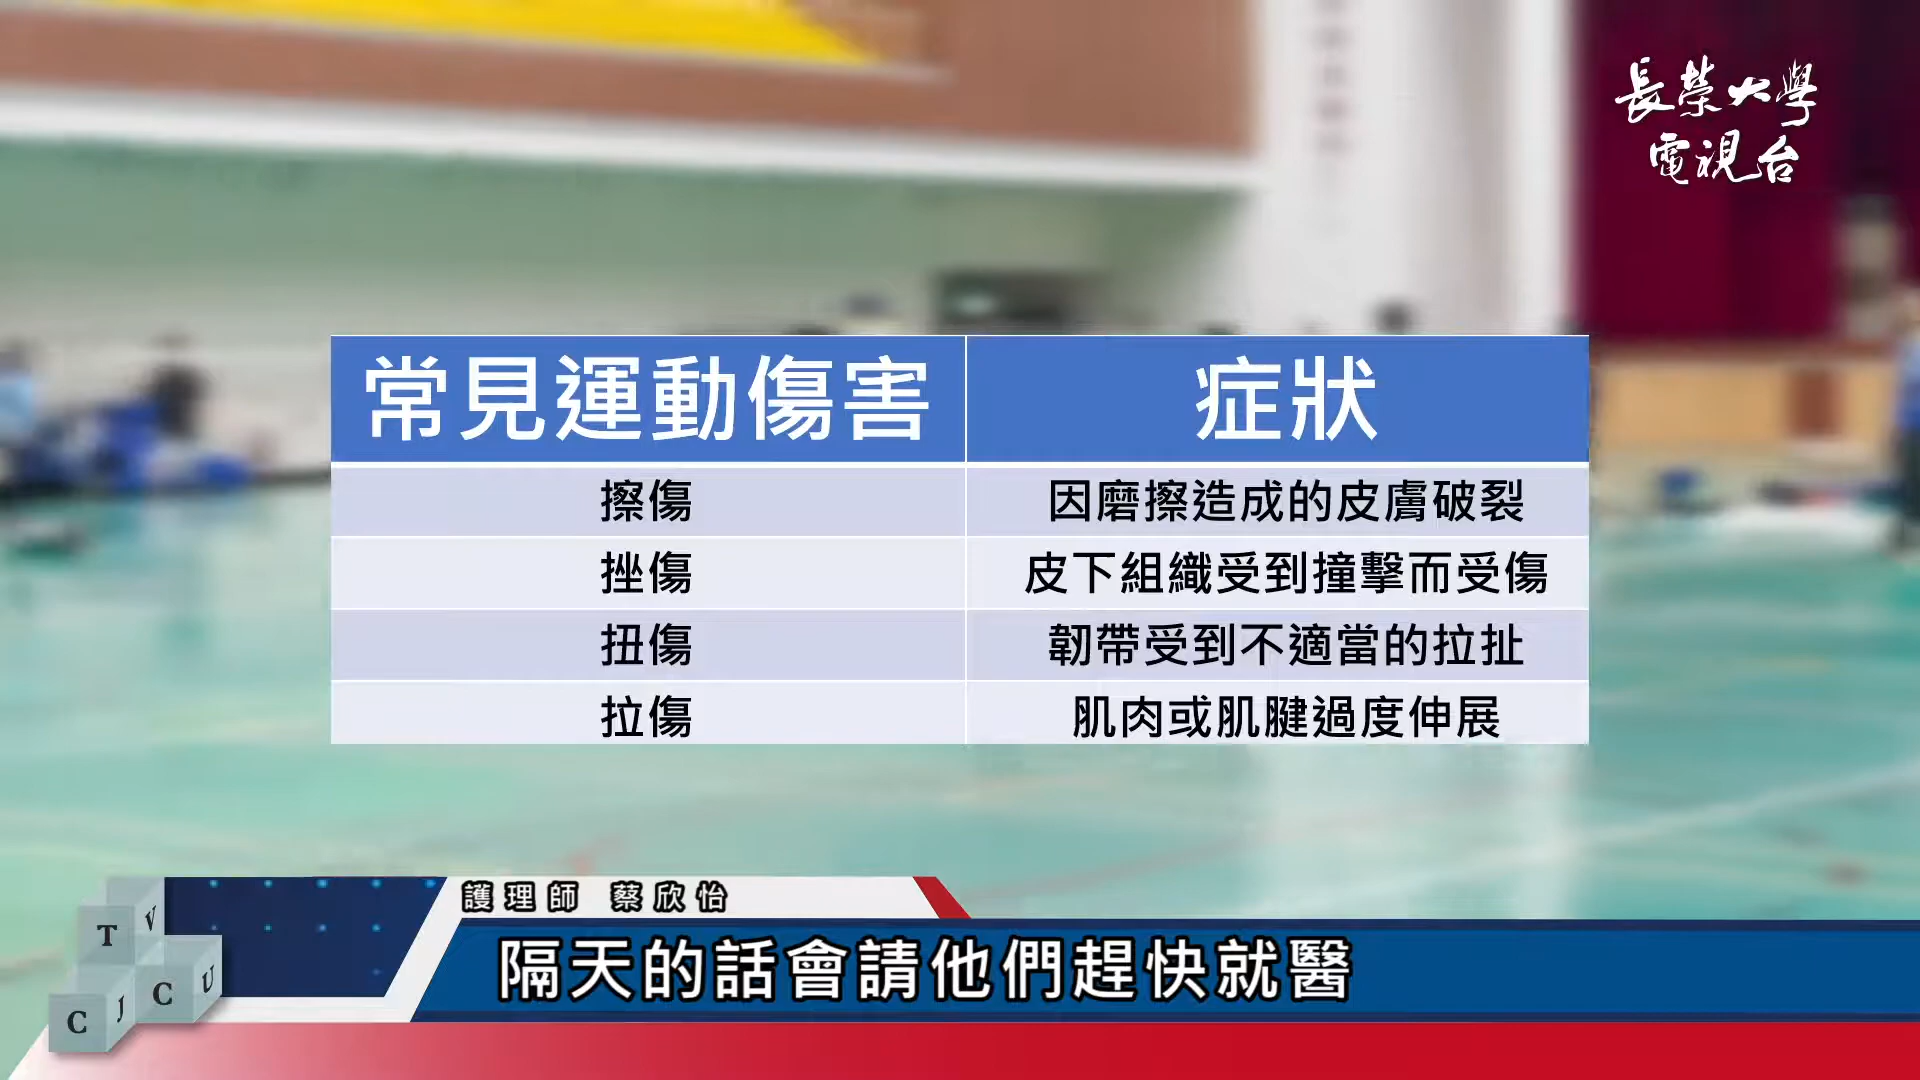 長榮大學
電視台
常見運動傷害 症狀
擦傷 因磨擦造成的皮膚破裂
挫傷 皮下組織受到撞擊而受傷
扭傷 韌帶受到不適當的拉扯
拉傷 肌肉或肌腱過度伸展
護理師 蔡欣怡
隔天的話會請他們趕快就醫
T V
C J C U